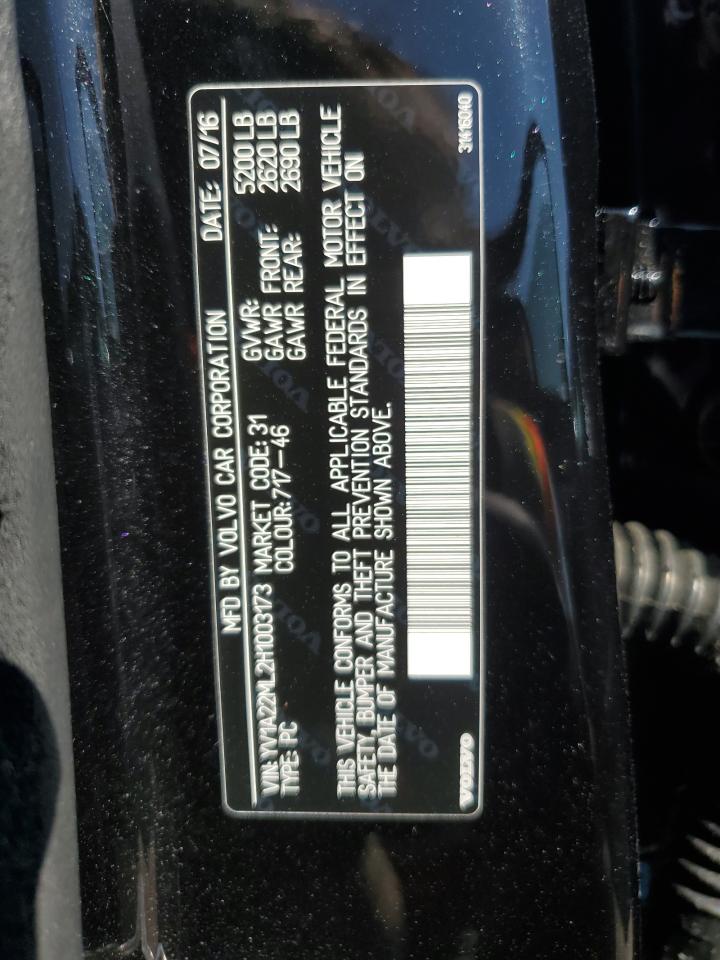 MFD BY VOLVO CAR CORPORATION DATE: 07/16
VIN: YV1A22ML2H1003173 MARKET CODE: 31 GVWR: 5200 LB
TYPE: PC COLOUR: 717-46 GAWR FRONT: 2620 LB
GAWR REAR: 2690 LB
THIS VEHICLE CONFORMS TO ALL APPLICABLE FEDERAL MOTOR VEHICLE
SAFETY, BUMPER AND THEFT PREVENTION STANDARDS IN EFFECT ON
THE DATE OF MANUFACTURE SHOWN ABOVE.
VOLVO 31416040